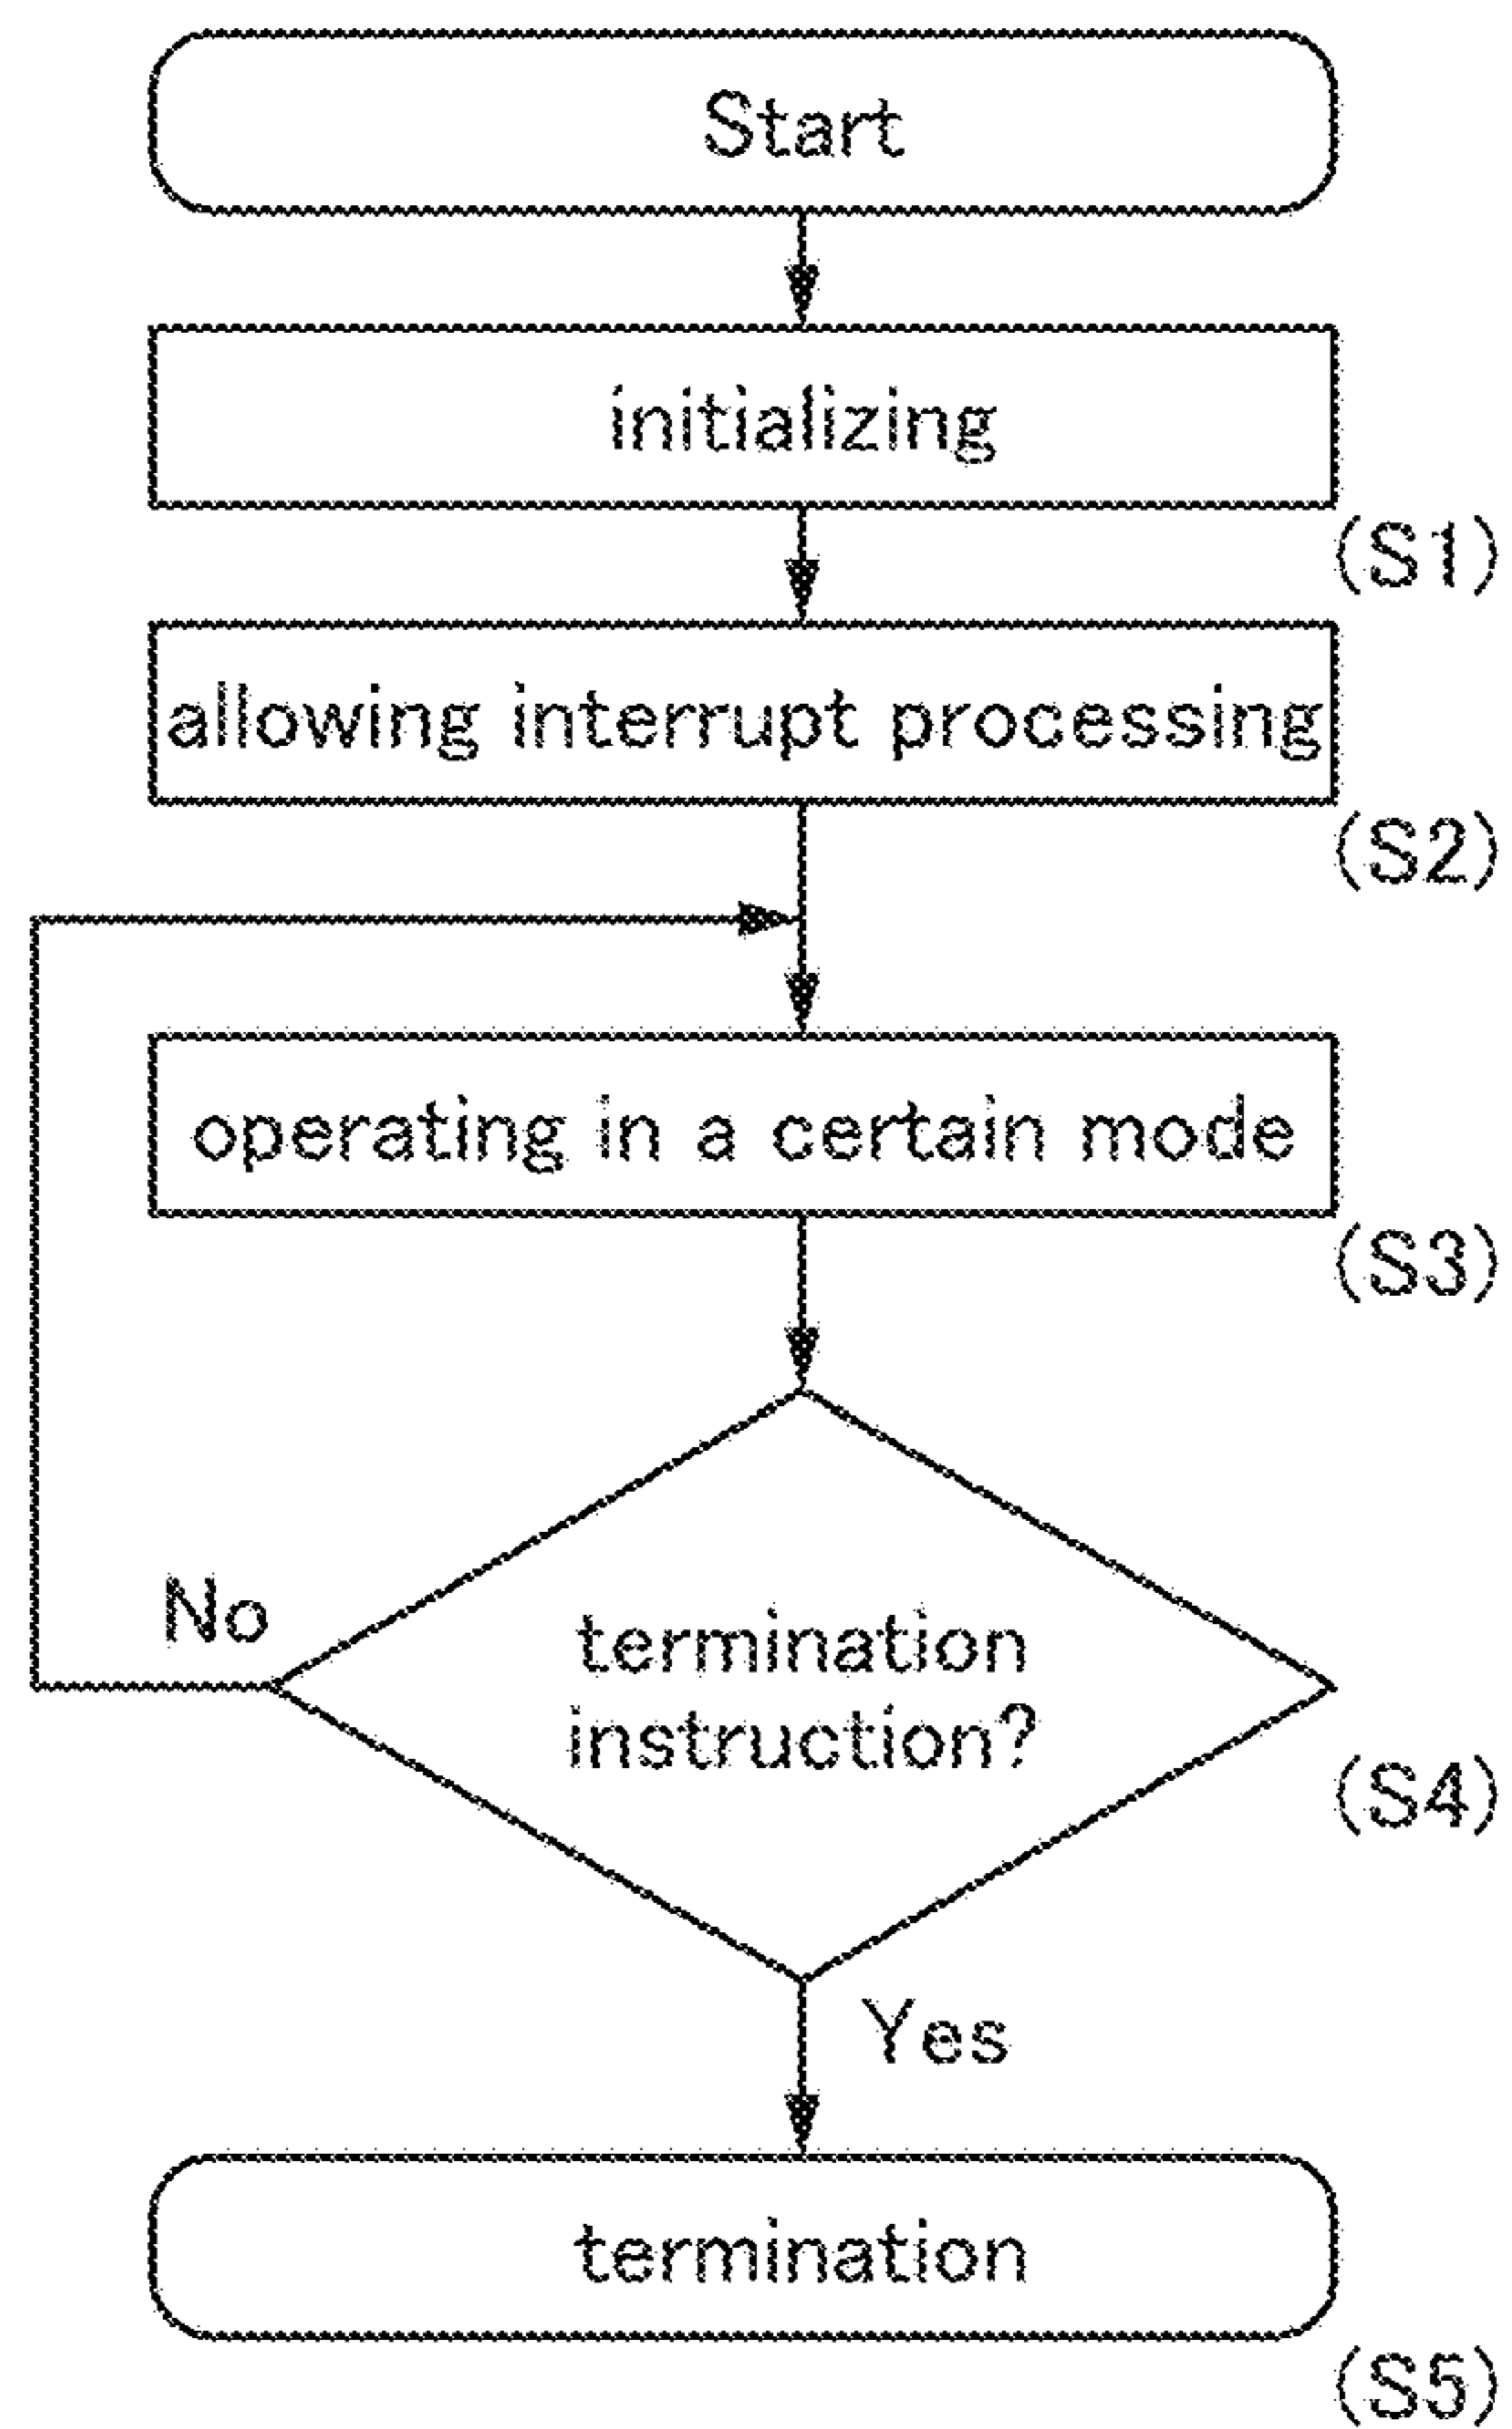 Start
initializing
(S1)
allowing interrupt processing
(S2)
operating in a certain mode
(S3)
No
termination
instruction?
(S4)
Yes
termination
(S5)